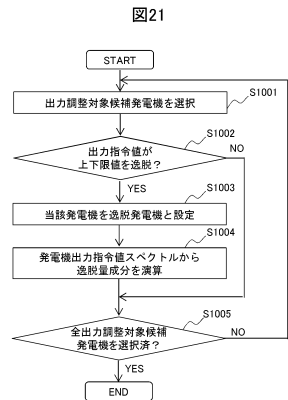 図21
START
出力調整対象候補発電機を選択
S1001
出力指令値が
上下限値を逸脱？
S1002
NO
YES
当該発電機を逸脱発電機と設定
S1003
発電機出力指令値スペクトルから
逸脱量成分を演算
S1004
全出力調整対象候補
発電機を選択済？
S1005
NO
YES
END